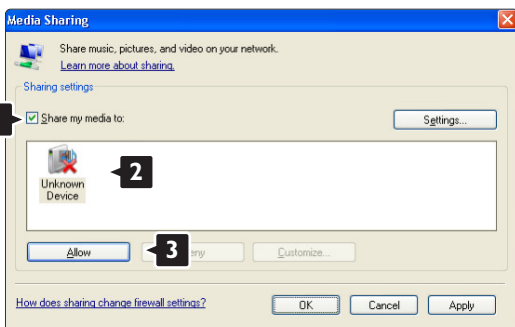 Media Sharing
Share music, pictures, and video on your network.
Learn more about sharing.
Sharing settings
Share my media to:
Settings...
2
Unknown
Device
Allow
3
Customize...
How does sharing change firewall settings?
OK
Cancel
Apply